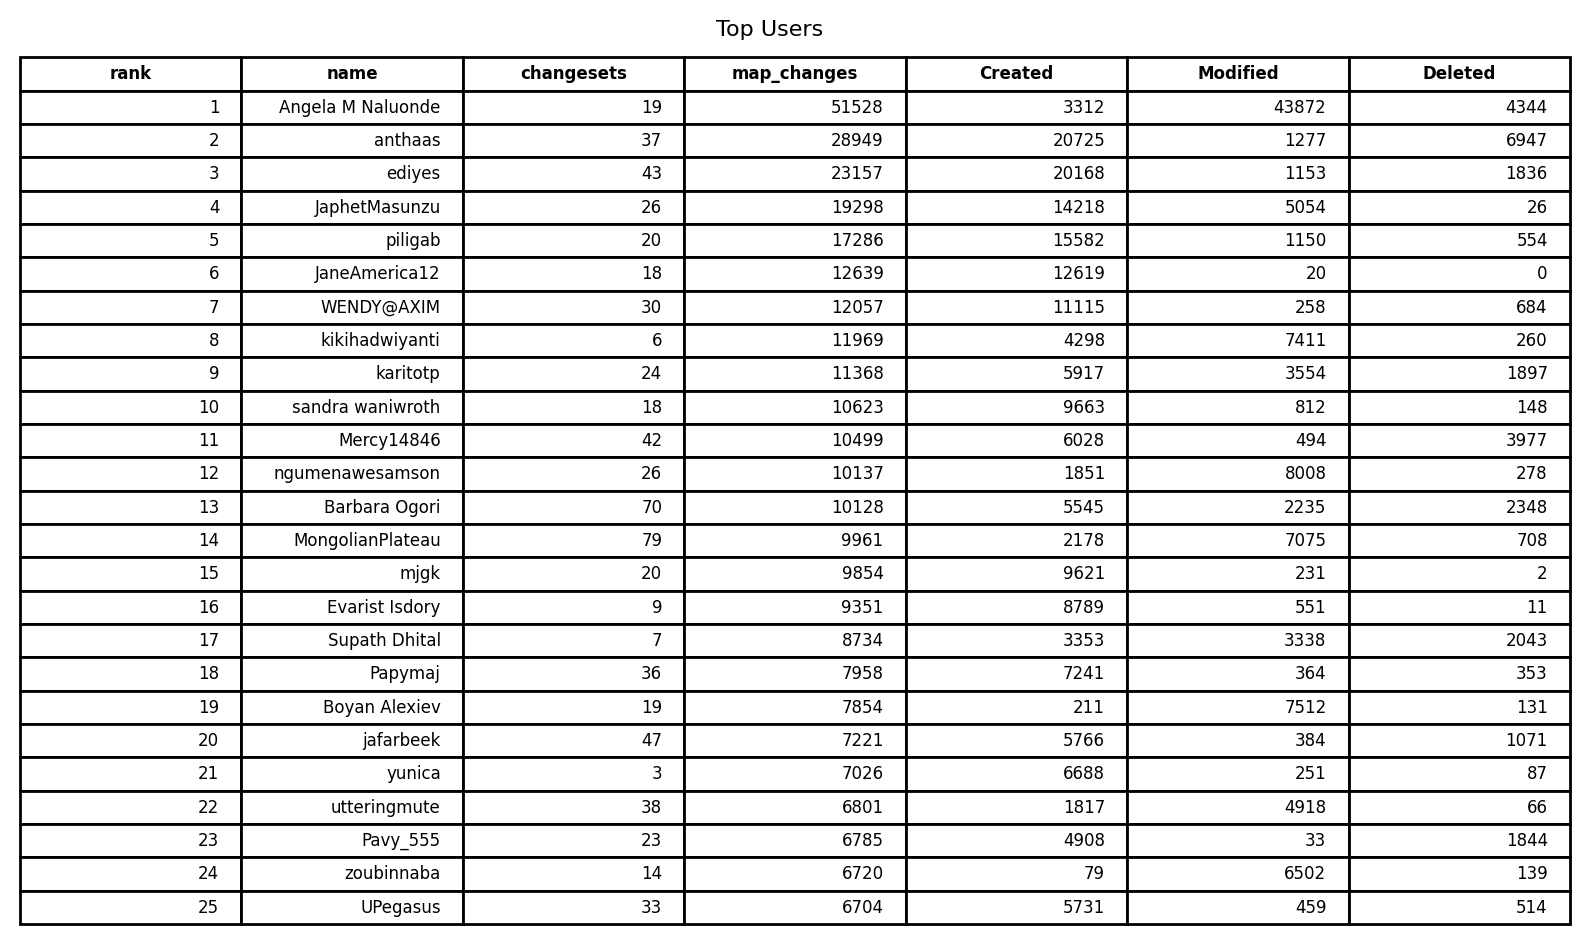 Top Users
rank name changesets map_changes Created Modified Deleted
1 Angela M Naluonde 19 51528 3312 43872 4344
2 anthaas 37 28949 20725 1277 6947
3 ediyes 43 23157 20168 1153 1836
4 JaphetMasunzu 26 19298 14218 5054 26
5 piligab 20 17286 15582 1150 554
6 JaneAmerica12 18 12639 12619 20 0
7 WENDY@AXIM 30 12057 11115 258 684
8 kikihadwiyanti 6 11969 4298 7411 260
9 karitotp 24 11368 5917 3554 1897
10 sandra waniwroth 18 10623 9663 812 148
11 Mercy14846 42 10499 6028 494 3977
12 ngumenawesamson 26 10137 1851 8008 278
13 Barbara Ogori 70 10128 5545 2235 2348
14 MongolianPlateau 79 9961 2178 7075 708
15 mjgk 20 9854 9621 231 2
16 Evarist Isdory 9 9351 8789 551 11
17 Supath Dhital 7 8734 3353 3338 2043
18 Papymaj 36 7958 7241 364 353
19 Boyan Alexiev 19 7854 211 7512 131
20 jafarbeek 47 7221 5766 384 1071
21 yunica 3 7026 6688 251 87
22 utteringmute 38 6801 1817 4918 66
23 Pavy_555 23 6785 4908 33 1844
24 zoubinnaba 14 6720 79 6502 139
25 UPegasus 33 6704 5731 459 514